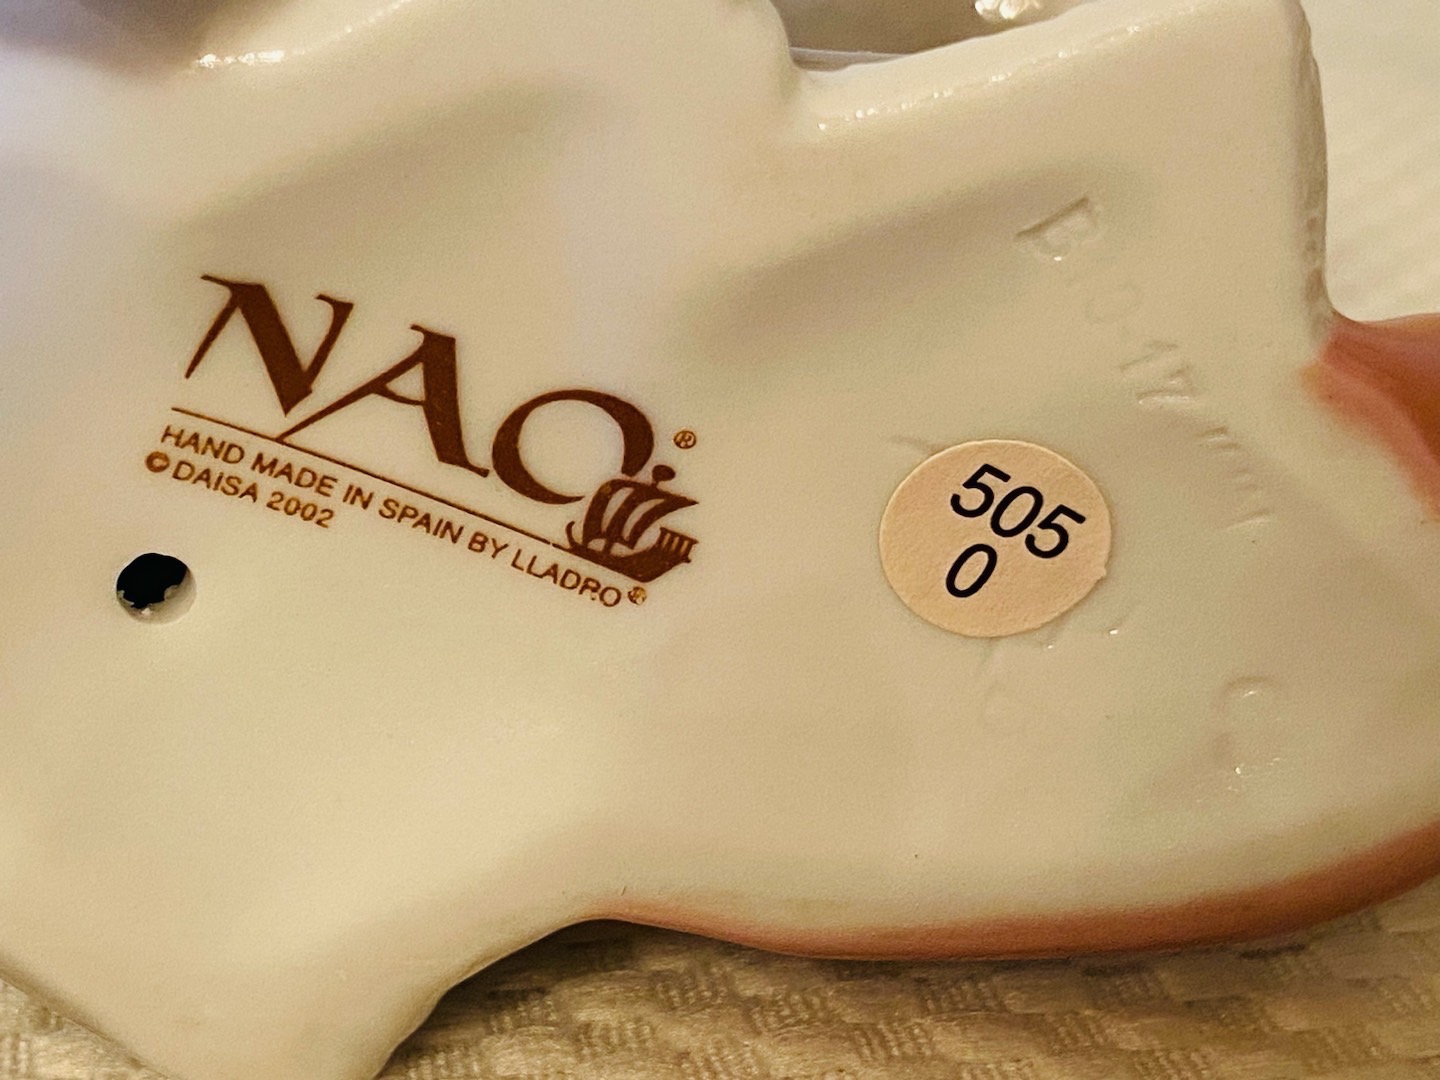 NAO®
HAND MADE IN SPAIN BY LLADRO®
©DAISA 2002
505
0